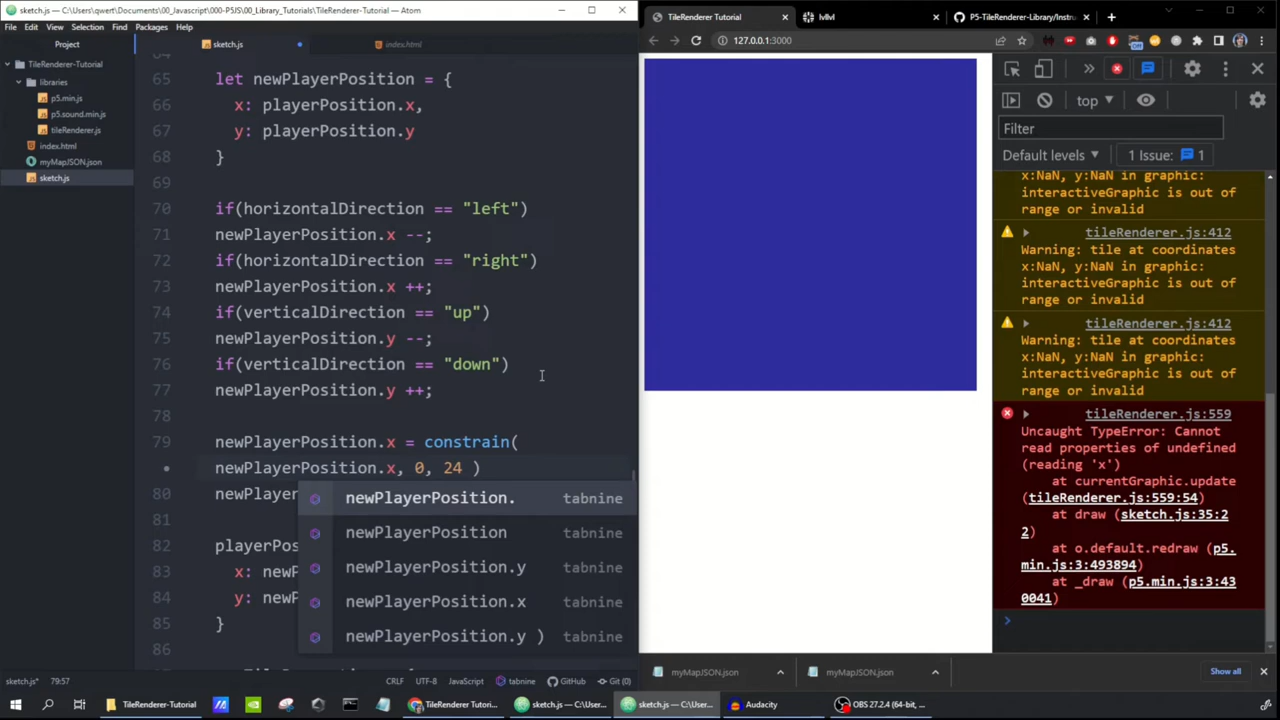 sketch.js — C:\Users\qwert\Documents\00_Javascript\000-P5JS\00_Library_Tutorials\TileRenderer-Tutorial — Atom
File Edit View Selection Find Packages Help
Project
TileRenderer-Tutorial
libraries
p5.min.js
p5.sound.min.js
tileRenderer.js
index.html
myMapJSON.json
sketch.js
sketch.js index.html
64
65 let newPlayerPosition = {
66 x: playerPosition.x,
67 y: playerPosition.y
68 }
69
70 if(horizontalDirection == "left")
71 newPlayerPosition.x --;
72 if(horizontalDirection == "right")
73 newPlayerPosition.x ++;
74 if(verticalDirection == "up")
75 newPlayerPosition.y --;
76 if(verticalDirection == "down")
77 newPlayerPosition.y ++;
78
79 newPlayerPosition.x = constrain(
newPlayerPosition.x, 0, 24 )
80 newPlayer
81
82 playerPos
83 x: newP
84 y: newP
85 }
86
newPlayerPosition. tabnine
newPlayerPosition tabnine
newPlayerPosition.y tabnine
newPlayerPosition.x tabnine
newPlayerPosition.y ) tabnine
sketch.js* 79:57 CRLF UTF-8 JavaScript tabnine GitHub Git (0)
TileRenderer Tutorial lvllvl P5-TileRenderer-Library/Instru
127.0.0.1:3000
Off
top
Filter
Default levels 1 Issue: 1
x:NaN, y:NaN in graphic:
interactiveGraphic is out of
range or invalid
tileRenderer.js:412
Warning: tile at coordinates
x:NaN, y:NaN in graphic:
interactiveGraphic is out of
range or invalid
tileRenderer.js:412
Warning: tile at coordinates
x:NaN, y:NaN in graphic:
interactiveGraphic is out of
range or invalid
tileRenderer.js:559
Uncaught TypeError: Cannot
read properties of undefined
(reading 'x')
at currentGraphic.update
(tileRenderer.js:559:54)
at draw (sketch.js:35:2
2)
at o.default.redraw (p5.
min.js:3:493894)
at _draw (p5.min.js:3:43
0041)
myMapJSON.json myMapJSON.json Show all
TileRenderer-Tutorial TileRenderer Tutori... sketch.js — C:\Users... sketch.js — C:\User... Audacity OBS 27.2.4 (64-bit, ...